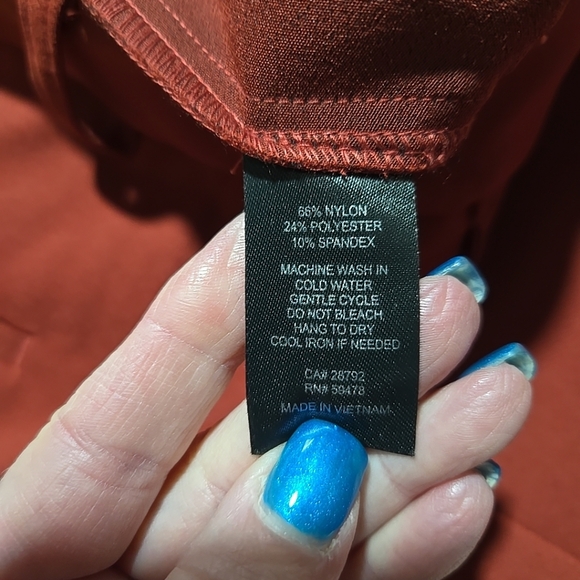 66% NYLON
24% POLYESTER
10% SPANDEX
MACHINE WASH IN
COLD WATER
GENTLE CYCLE
DO NOT BLEACH
HANG TO DRY
COOL IRON IF NEEDED
CA# 28792
RN# 59478
MADE IN VIETNAM